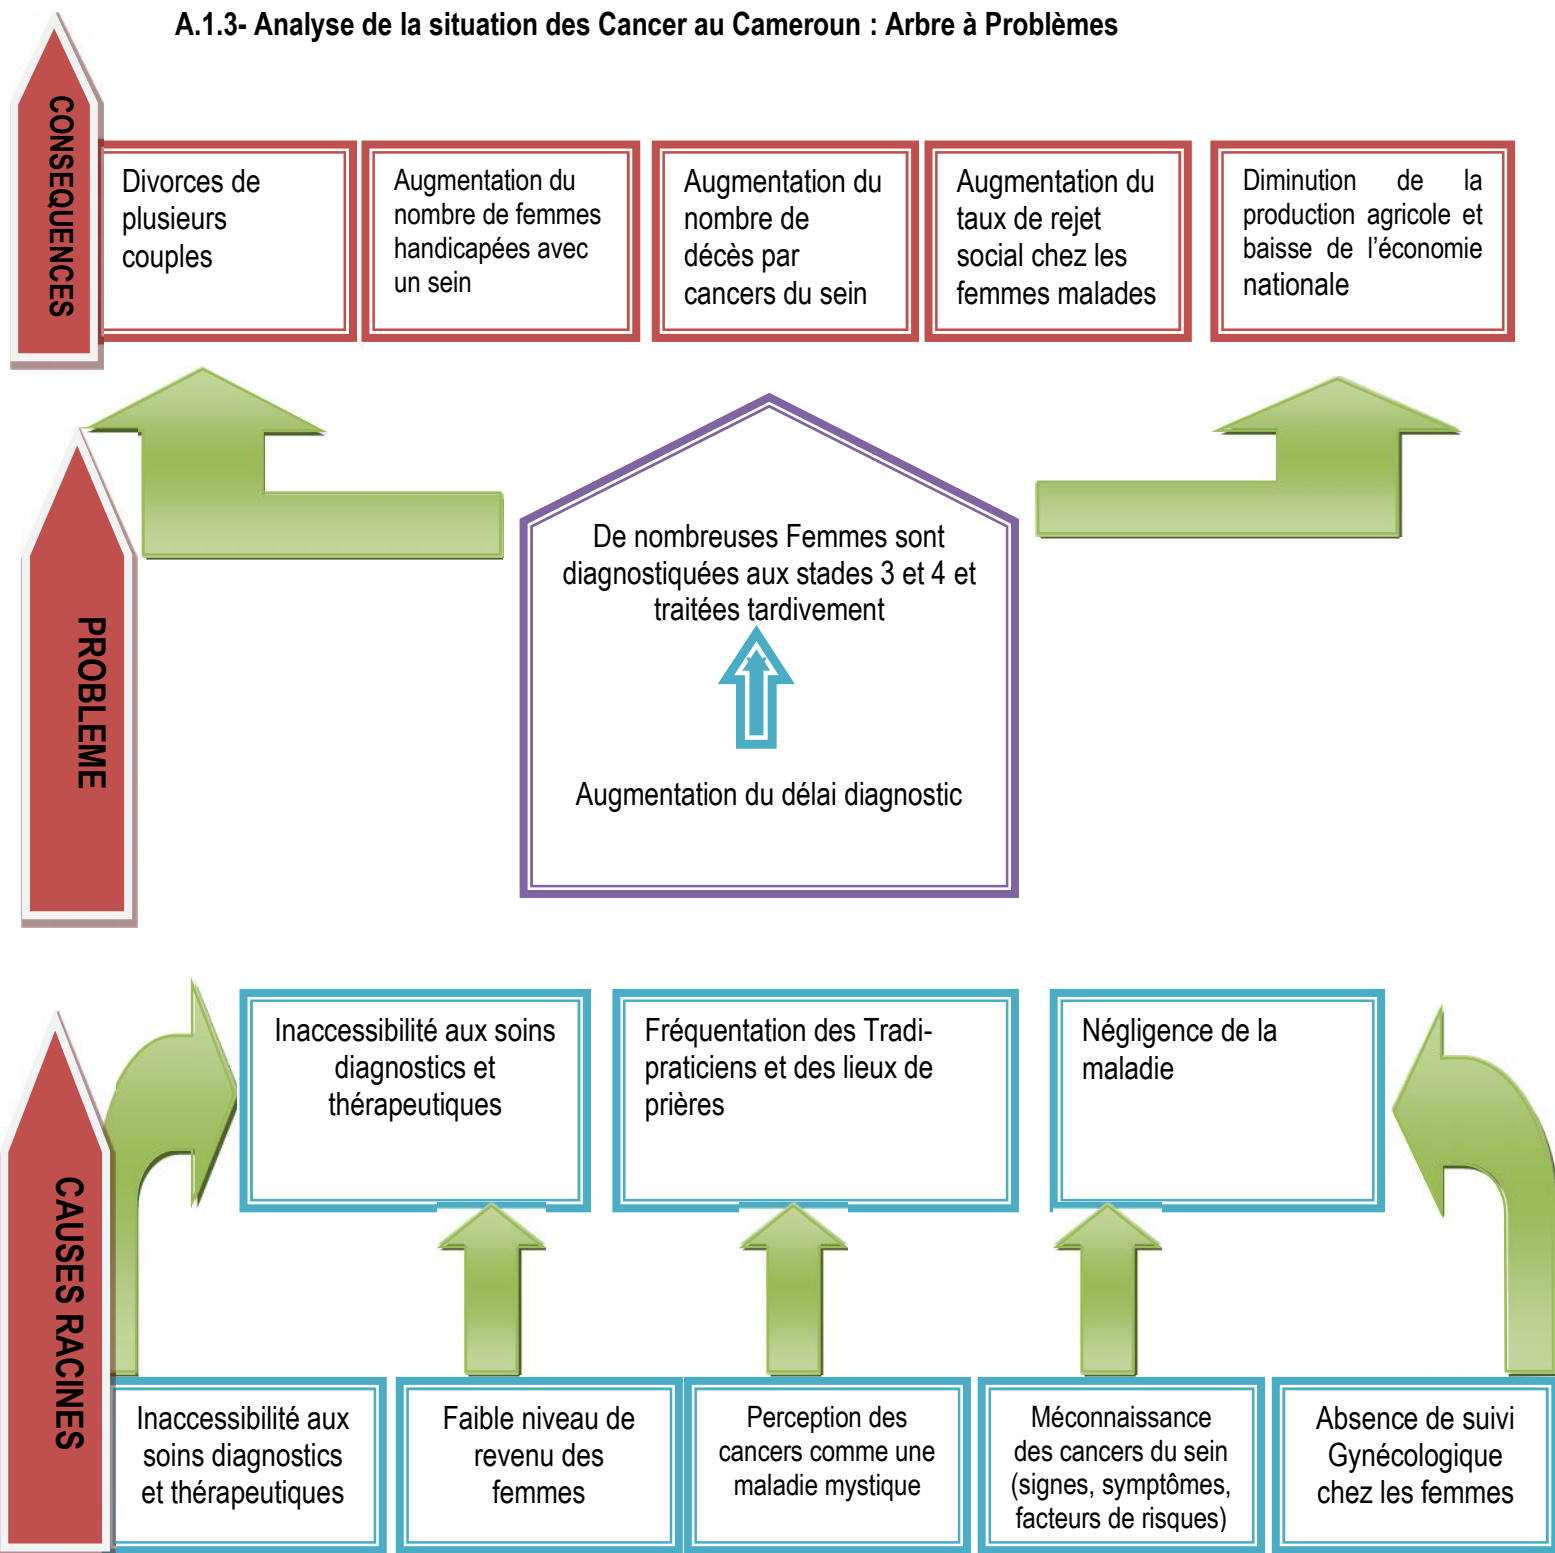 A.1.3- Analyse de la situation des Cancer au Cameroun : Arbre à Problèmes
CONSEQUENCES
Divorces de
plusieurs
couples
Augmentation du
nombre de femmes
handicapées avec
un sein
Augmentation du
nombre de
décès par
cancers du sein
Augmentation du
taux de rejet
social chez les
femmes malades
Diminution de la
production agricole et
baisse de l’économie
nationale
PROBLEME
De nombreuses Femmes sont
diagnostiquées aux stades 3 et 4 et
traitées tardivement
Augmentation du délai diagnostic
CAUSES RACINES
Inaccessibilité aux soins
diagnostics et
thérapeutiques
Fréquentation des Tradi-
praticiens et des lieux de
prières
Négligence de la
maladie
Inaccessibilité aux
soins diagnostics
et thérapeutiques
Faible niveau de
revenu des
femmes
Perception des
cancers comme une
maladie mystique
Méconnaissance
des cancers du sein
(signes, symptômes,
facteurs de risques)
Absence de suivi
Gynécologique
chez les femmes